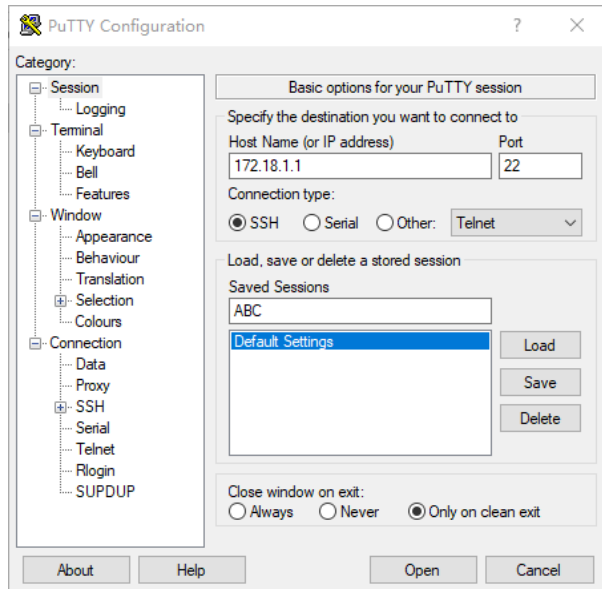 PuTTY Configuration
?
Category:
Session
Logging
Terminal
Keyboard
Bell
Features
Window
Appearance
Behaviour
Translation
Selection
Colours
Connection
Data
Proxy
SSH
Serial
Telnet
Rlogin
SUPDUP
Basic options for your PuTTY session
Specify the destination you want to connect to
Host Name (or IP address) Port
172.18.1.1 22
Connection type:
SSH Serial Other: Telnet
Load, save or delete a stored session
Saved Sessions
ABC
Default Settings
Load
Save
Delete
Close window on exit:
Always Never Only on clean exit
About Help Open Cancel